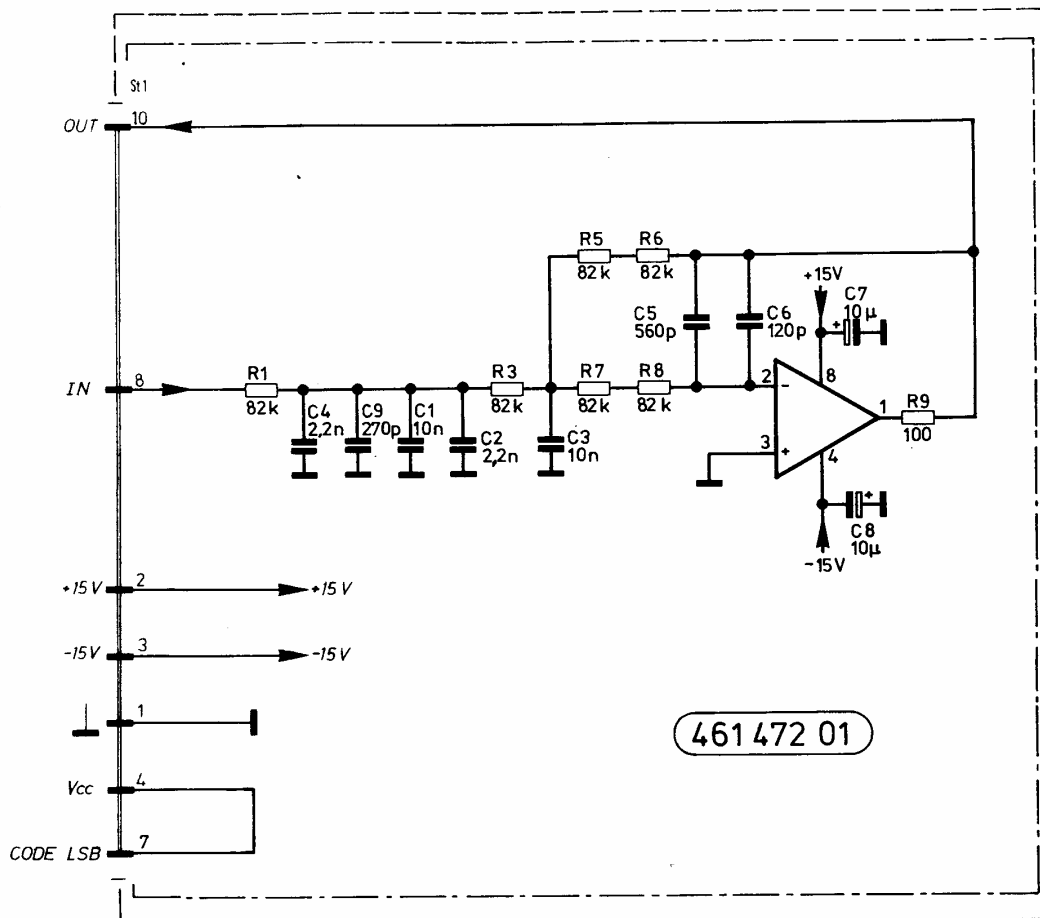 St1
OUT
10
R5
82k
R6
82k
+15V
C7
+
10µ
C5
560p
C6
120p
IN
8
R1
82k
R3
82k
R7
82k
R8
82k
2
-
8
1
R9
100
C4
2,2n
C9
270p
C1
10n
C2
2,2n
C3
10n
3
+
4
+
C8
10µ
-15V
+15V
2
+15V
-15V
3
-15V
1
461 472 01
Vcc
4
CODE LSB
7